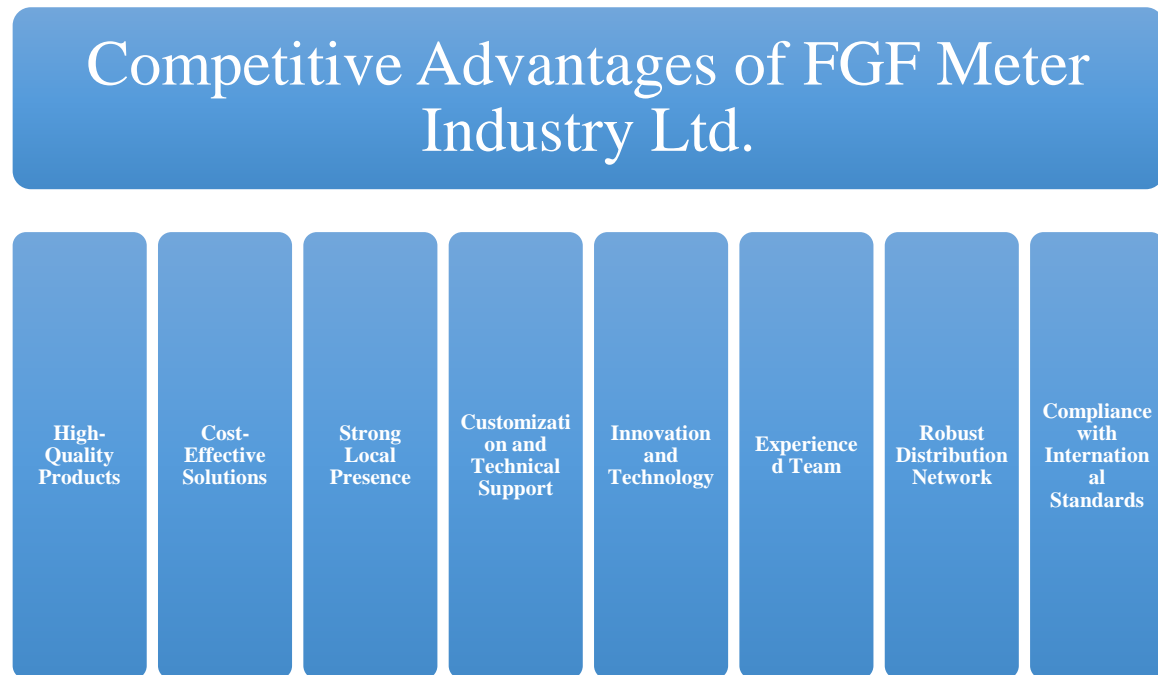 Competitive Advantages of FGF Meter
Industry Ltd.
High-
Quality
Products
Cost-
Effective
Solutions
Strong
Local
Presence
Customizati
on and
Technical
Support
Innovation
and
Technology
Experience
d Team
Robust
Distribution
Network
Compliance
with
Internation
al
Standards